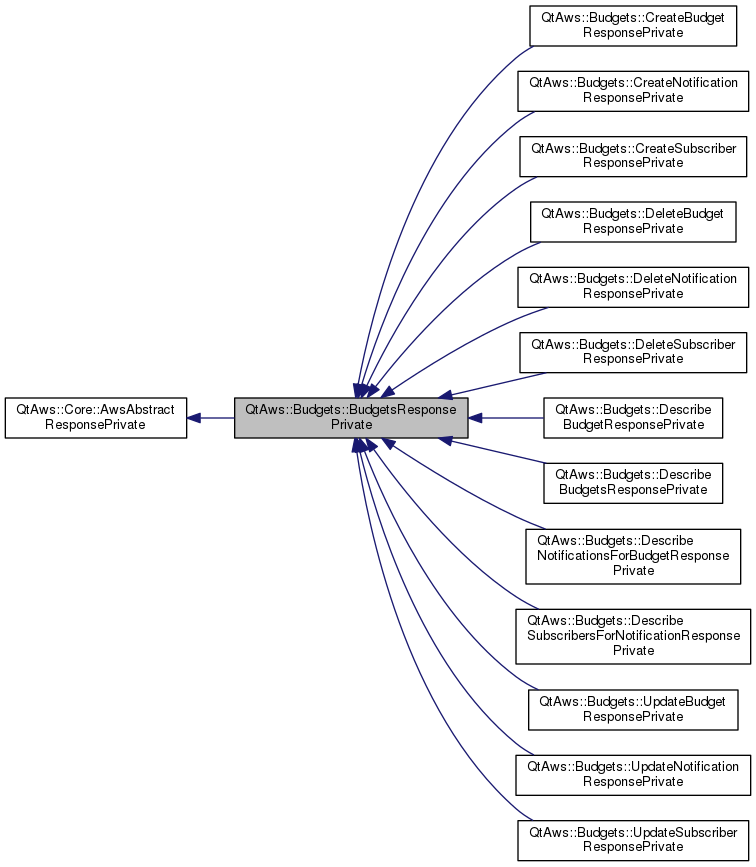 QtAws::Budgets::CreateBudget
ResponsePrivate
QtAws::Budgets::CreateNotification
ResponsePrivate
QtAws::Budgets::CreateSubscriber
ResponsePrivate
QtAws::Budgets::DeleteBudget
ResponsePrivate
QtAws::Budgets::DeleteNotification
ResponsePrivate
QtAws::Budgets::DeleteSubscriber
ResponsePrivate
QtAws::Core::AwsAbstract
ResponsePrivate
QtAws::Budgets::BudgetsResponse
Private
QtAws::Budgets::Describe
BudgetResponsePrivate
QtAws::Budgets::Describe
BudgetsResponsePrivate
QtAws::Budgets::Describe
NotificationsForBudgetResponse
Private
QtAws::Budgets::Describe
SubscribersForNotificationResponse
Private
QtAws::Budgets::UpdateBudget
ResponsePrivate
QtAws::Budgets::UpdateNotification
ResponsePrivate
QtAws::Budgets::UpdateSubscriber
ResponsePrivate